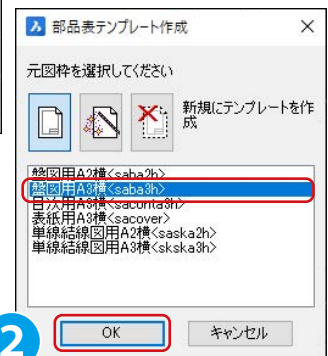 部品表テンプレート作成
元図枠を選択してください
新規にテンプレートを作
成
盤図用A2横<saba2h>
盤図用A3横<saba3h>
目次用A3横<saconta3h>
表紙用A3横<sacover>
単線結線図用A2横<saska2h>
単線結線図用A3横<skska3h>
2
OK キャンセル